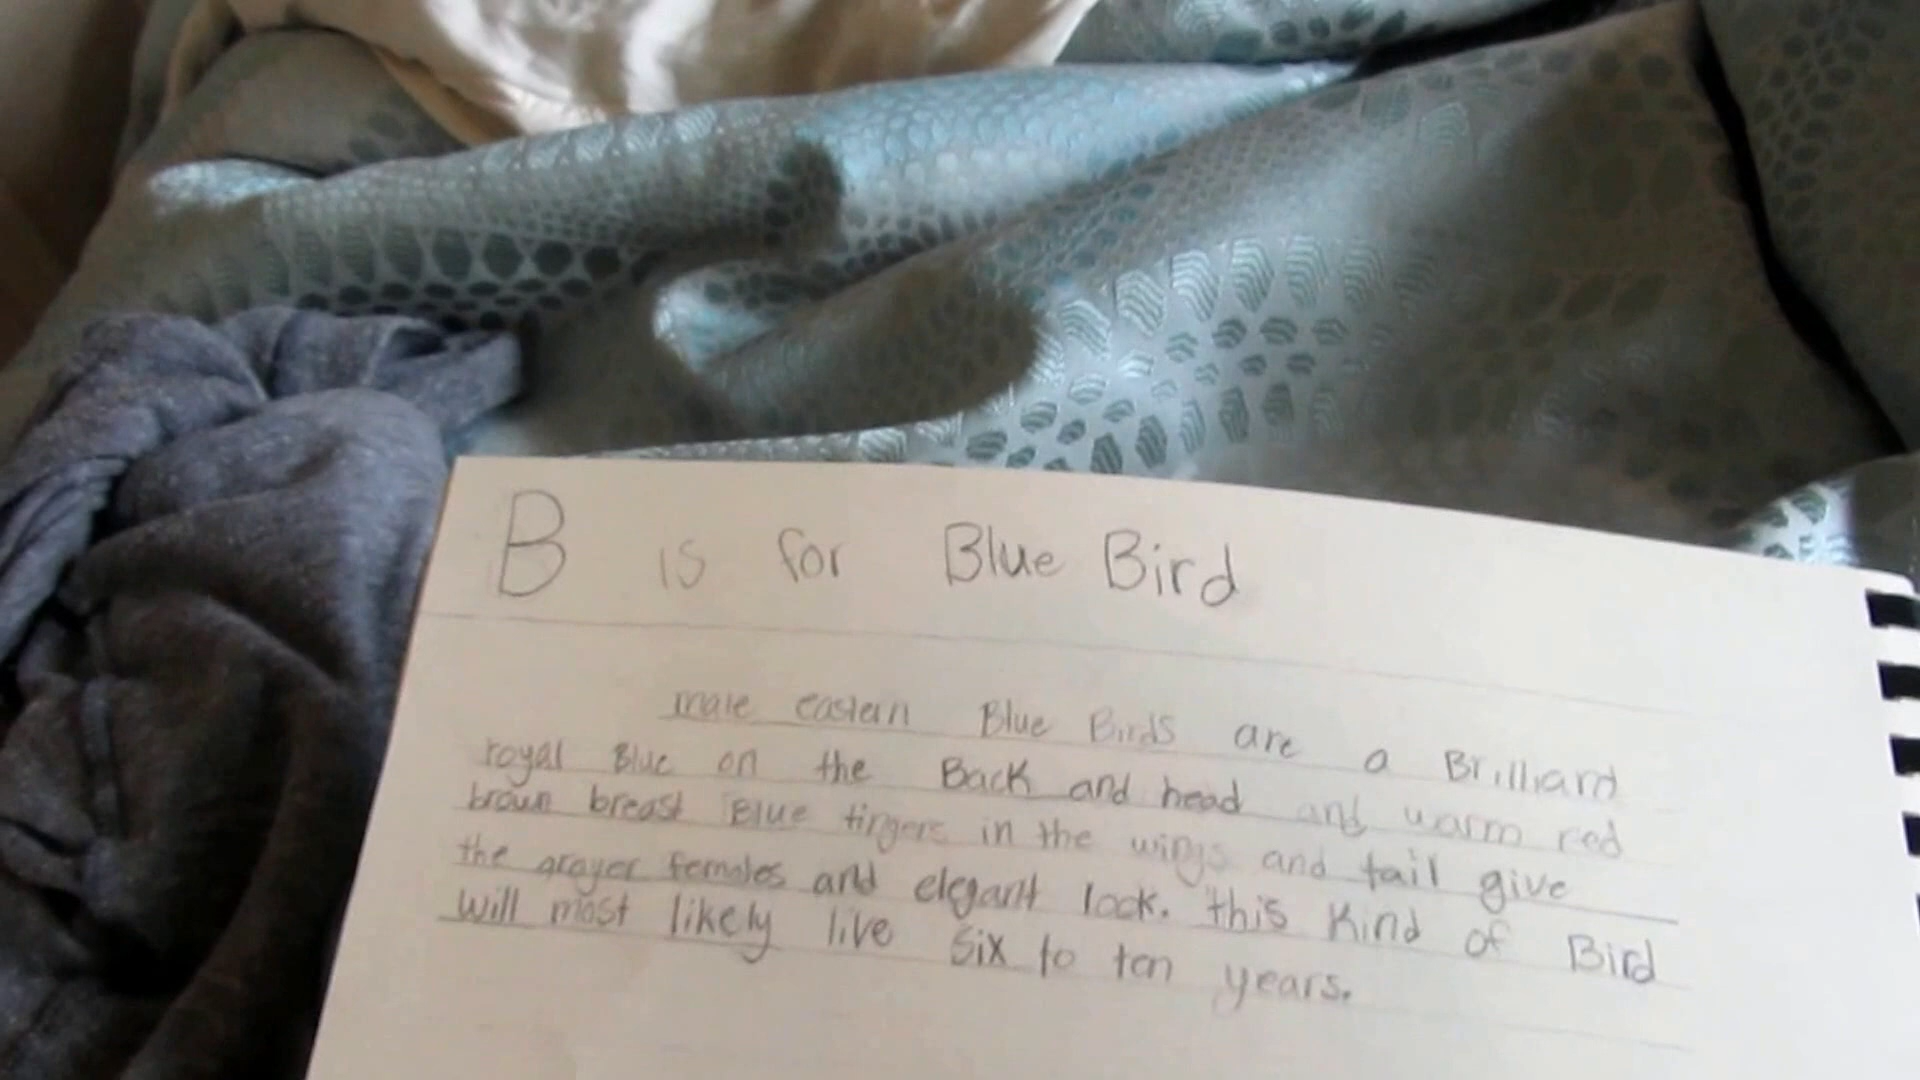 B is for Blue Bird
male eastern Blue Birds are a Brilliant
royal Blue on the Back and head and warm red
brown breast Blue tingers in the wings and tail give
the grayer females and elegant look. this Kind of Bird
will most likely live Six to ten years.